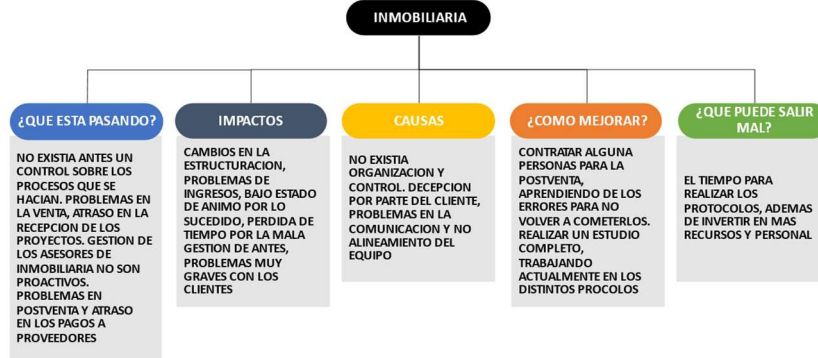 INMOBILIARIA
¿QUE ESTA PASANDO?
NO EXISTIA ANTES UN
CONTROL SOBRE LOS
PROCESOS QUE SE
HACIAN. PROBLEMAS EN
LA VENTA, ATRASO EN LA
RECEPCION DE LOS
PROYECTOS. GESTION DE
LOS ASESORES DE
INMOBILIARIA NO SON
PROACTIVOS.
PROBLEMAS EN
POSTVENTA Y ATRASO
EN LOS PAGOS A
PROVEEDORES
IMPACTOS
CAMBIOS EN LA
ESTRUCTURACION,
PROBLEMAS DE
INGRESOS, BAJO ESTADO
DE ANIMO POR LO
SUCEDIDO, PERDIDA DE
TIEMPO POR LA MALA
GESTION DE ANTES,
PROBLEMAS MUY
GRAVES CON LOS
CLIENTES
CAUSAS
NO EXISTIA
ORGANIZACION Y
CONTROL. DECEPCION
POR PARTE DEL CLIENTE,
PROBLEMAS EN LA
COMUNICACION Y NO
ALINEAMIENTO DEL
EQUIPO
¿COMO MEJORAR?
CONTRATAR ALGUNA
PERSONAS PARA LA
POSTVENTA,
APRENDIENDO DE LOS
ERRORES PARA NO
VOLVER A COMETERLOS.
REALIZAR UN ESTUDIO
COMPLETO,
TRABAJANDO
ACTUALMENTE EN LOS
DISTINTOS PROCOLOS
¿QUE PUEDE SALIR
MAL?
EL TIEMPO PARA
REALIZAR LOS
PROTOCOLOS, ADEMAS
DE INVERTIR EN MAS
RECURSOS Y PERSONAL